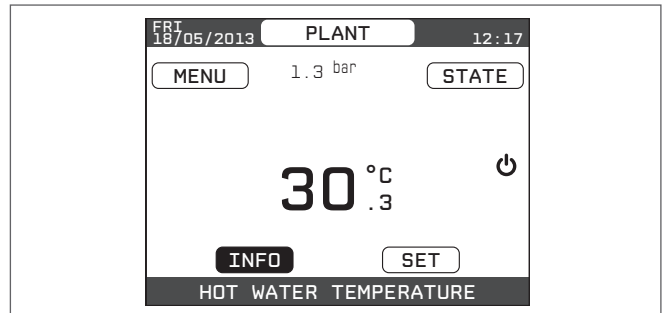 FRI
18/05/2013 PLANT 12:17
MENU 1.3 bar STATE
30.3 °C
INFO SET
HOT WATER TEMPERATURE